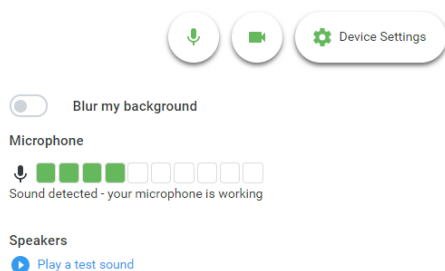 Device Settings
Blur my background
Microphone
Sound detected - your microphone is working
Speakers
Play a test sound